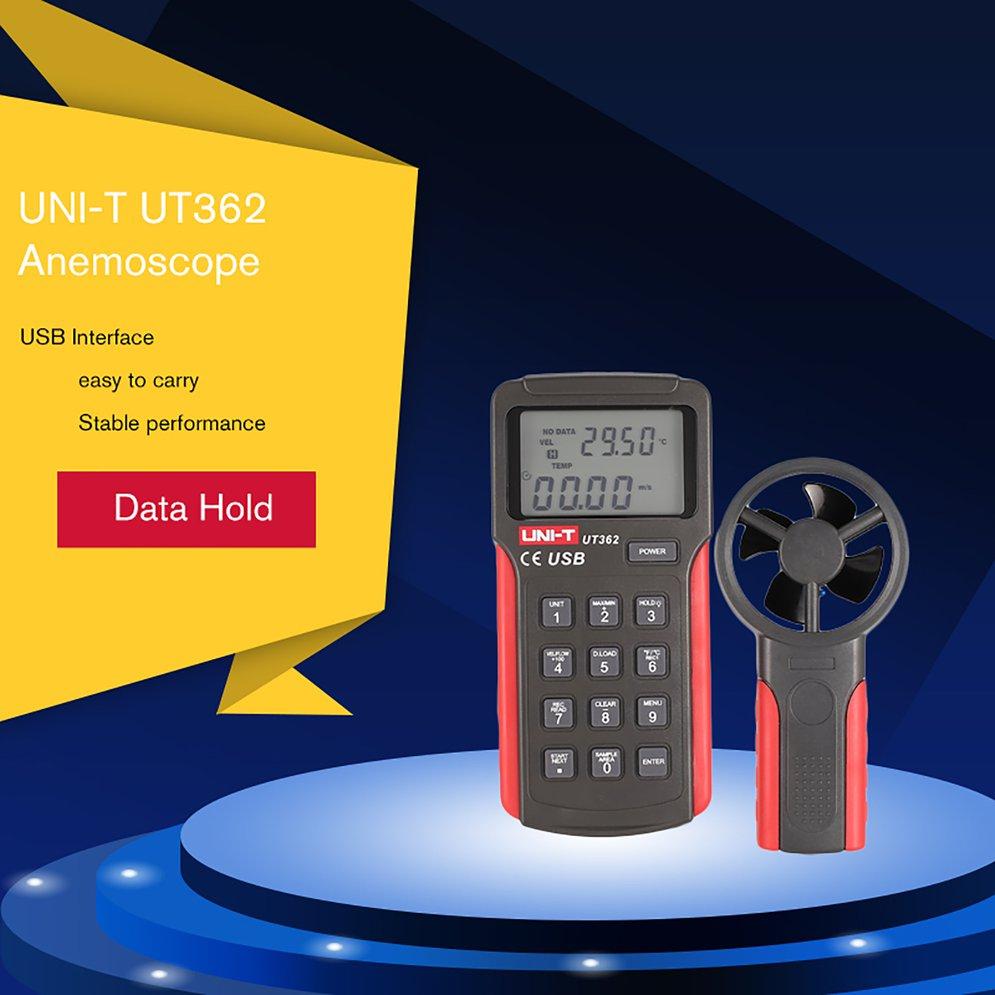 UNI-T UT362
Anemoscope
USB Interface
easy to carry
Stable performance
Data Hold
NO DATA
VEL
29.50 °C
H
TEMP
00.00 m/s
UNI-T UT362
CE USB
POWER
UNIT
1
MAX/MIN
+
2
HOLD
3
VEL/FLOW
÷100
4
D.LOAD
5
°F/°C
RECT
6
REC
READ
7
CLEAR
–
8
MENU
9
START
NEXT
.
SAMPLE
AREA
0
ENTER